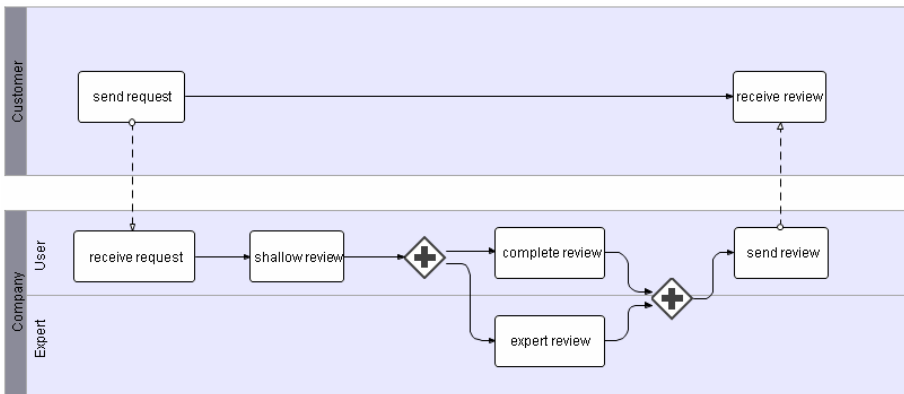 Customer
send request
receive review
Company
User
receive request
shallow review
complete review
send review
Expert
expert review